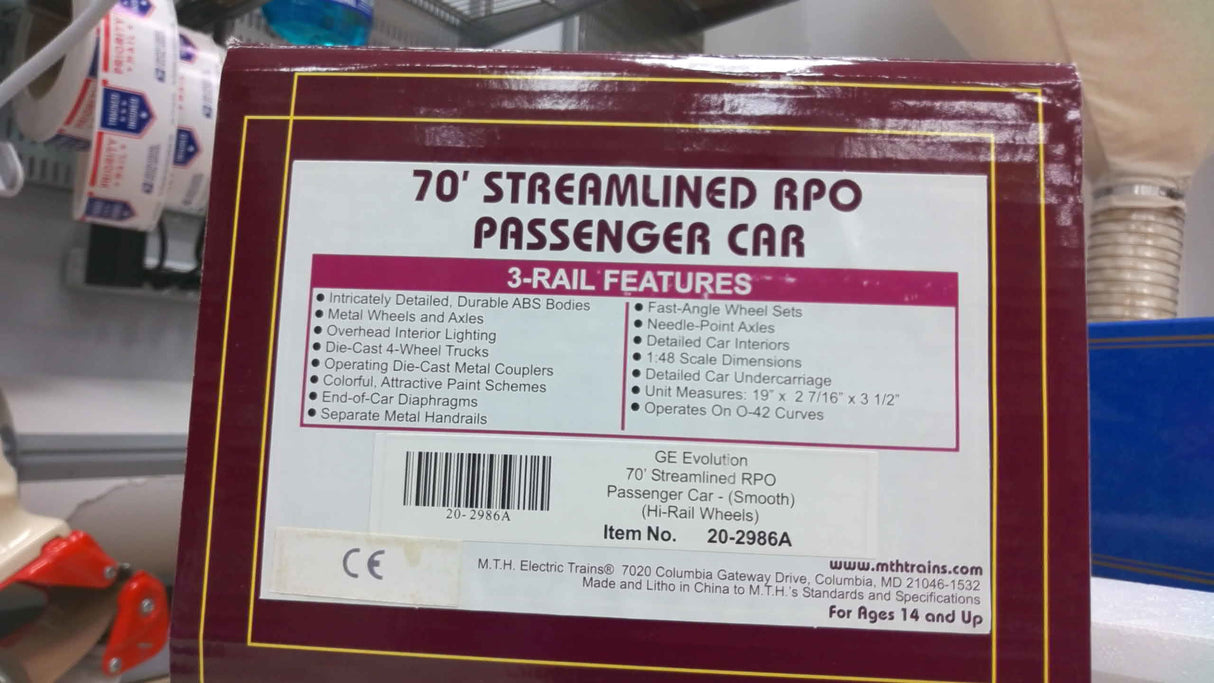 70' STREAMLINED RPO
PASSENGER CAR
3-RAIL FEATURES
• Intricately Detailed, Durable ABS Bodies
• Metal Wheels and Axles
• Overhead Interior Lighting
• Die-Cast 4-Wheel Trucks
• Operating Die-Cast Metal Couplers
• Colorful, Attractive Paint Schemes
• End-of-Car Diaphragms
• Separate Metal Handrails
• Fast-Angle Wheel Sets
• Needle-Point Axles
• Detailed Car Interiors
• 1:48 Scale Dimensions
• Detailed Car Undercarriage
• Unit Measures: 19" x 2 7/16" x 3 1/2"
• Operates On O-42 Curves
20-2986A
GE Evolution
70' Streamlined RPO
Passenger Car - (Smooth)
(Hi-Rail Wheels)
Item No. 20-2986A
CE
www.mthtrains.com
M.T.H. Electric Trains® 7020 Columbia Gateway Drive, Columbia, MD 21046-1532
Made and Litho in China to M.T.H.'s Standards and Specifications
For Ages 14 and Up